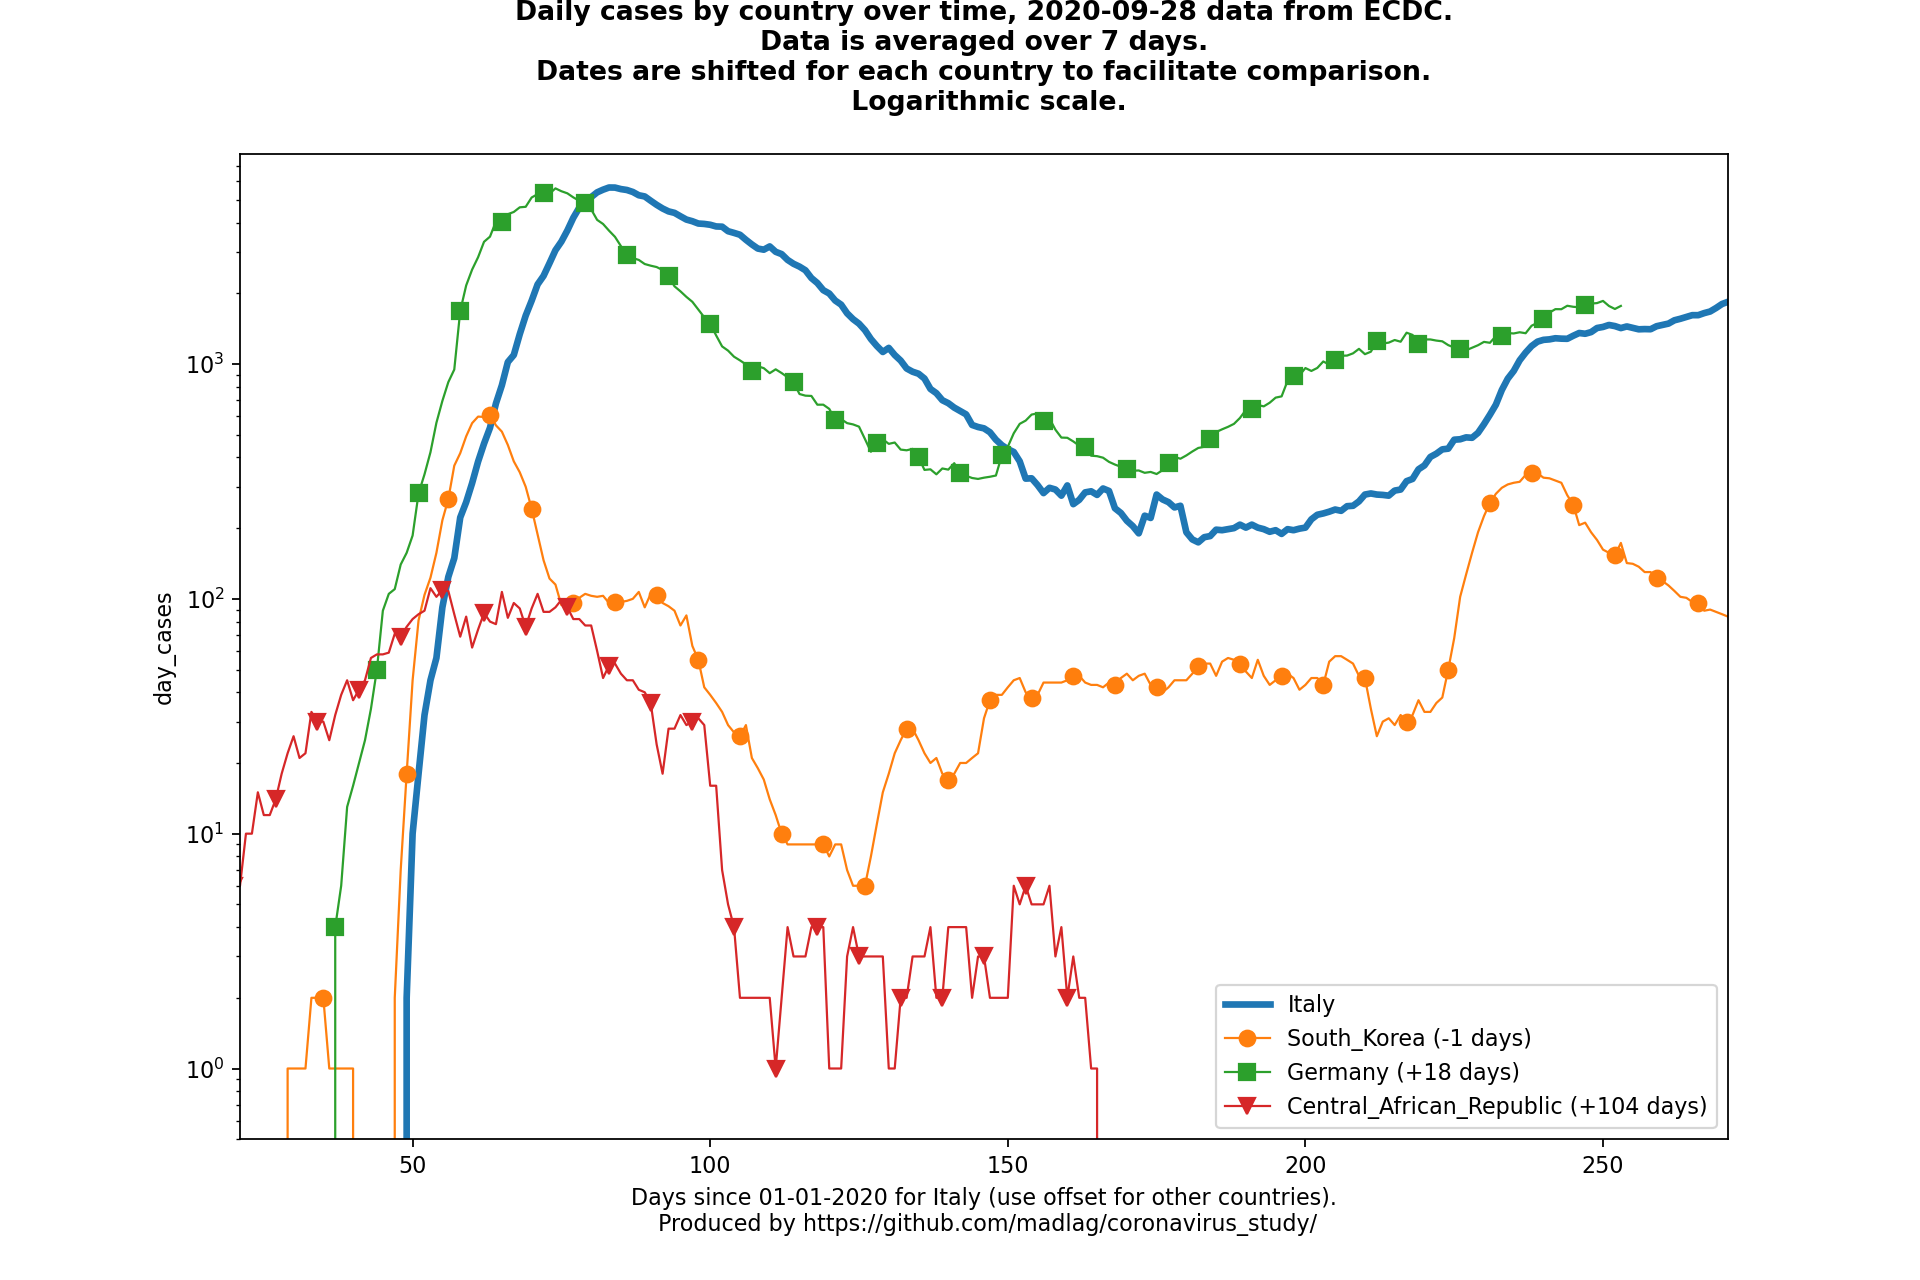 Daily cases by country over time, 2020-09-28 data from ECDC.
Data is averaged over 7 days.
Dates are shifted for each country to facilitate comparison.
Logarithmic scale.
day_cases
10³
10²
10¹
10⁰
Italy
South_Korea (-1 days)
Germany (+18 days)
Central_African_Republic (+104 days)
50 100 150 200 250
Days since 01-01-2020 for Italy (use offset for other countries).
Produced by https://github.com/madlag/coronavirus_study/